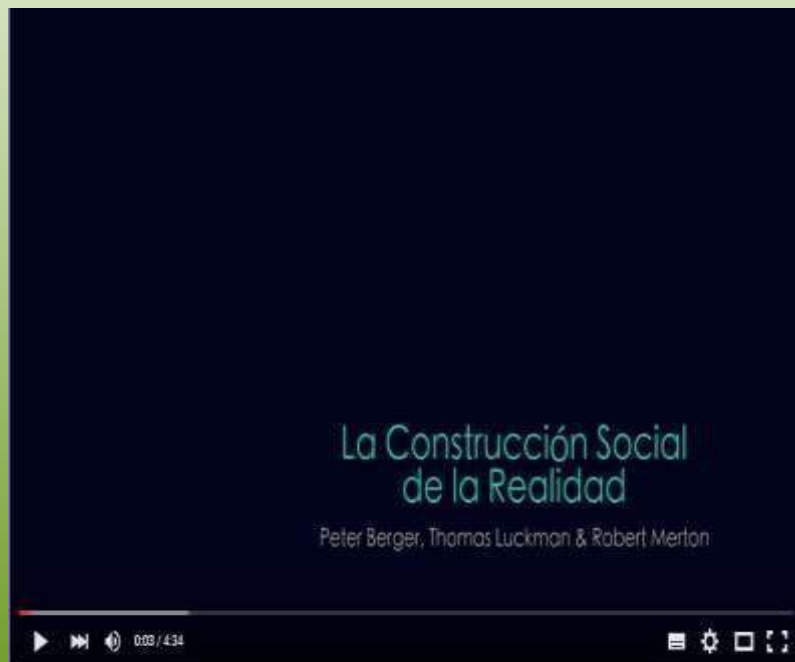 La Construcción Social
de la Realidad
Peter Berger, Thomas Luckman & Robert Merton
0:03 / 4:34